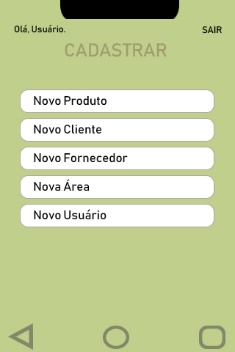 Olá, Usuário.
SAIR
CADASTRAR
Novo Produto
Novo Cliente
Novo Fornecedor
Nova Área
Novo Usuário